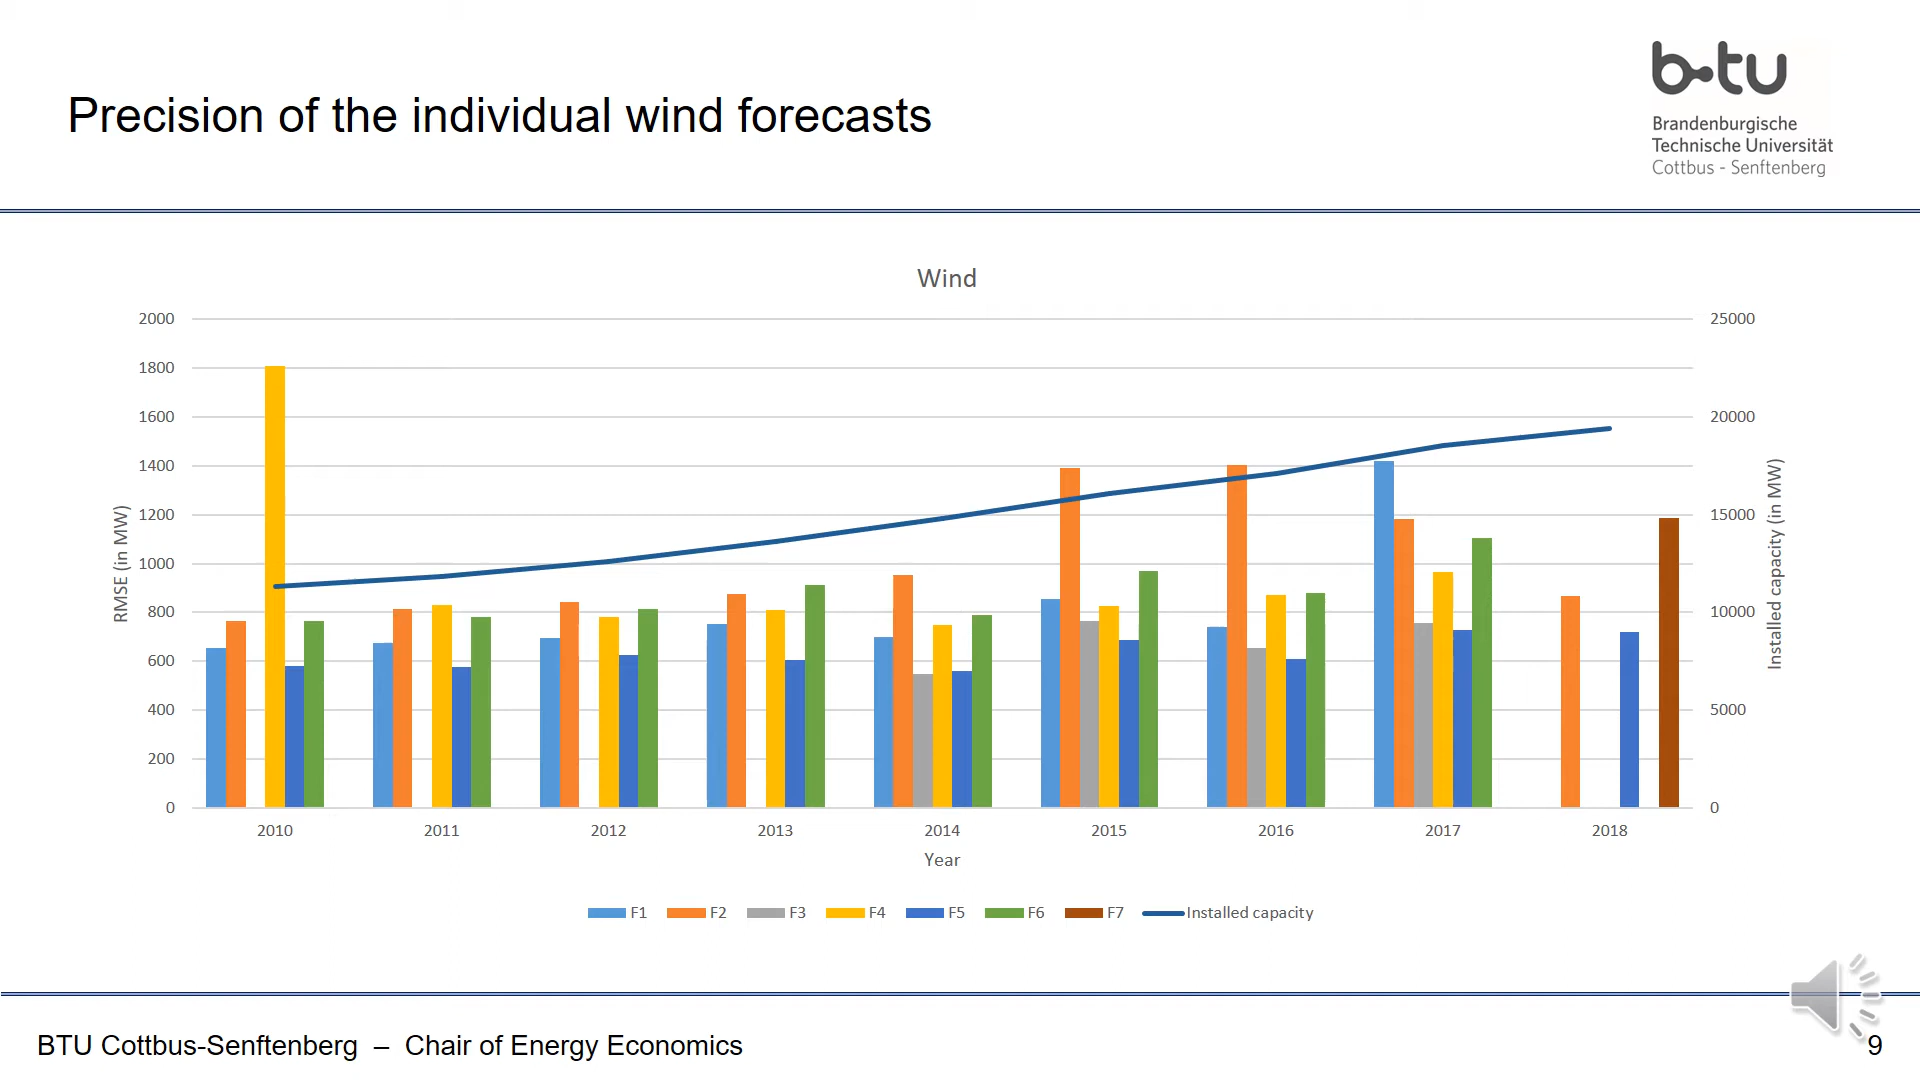 b-tu
Precision of the individual wind forecasts
Brandenburgische
Technische Universität
Cottbus - Senftenberg
Wind
2000
1800
1600
1400
1200
1000
800
600
400
200
0
RMSE (in MW)
25000
20000
15000
10000
5000
0
Installed capacity (in MW)
2010 2011 2012 2013 2014 2015 2016 2017 2018
Year
F1 F2 F3 F4 F5 F6 F7 Installed capacity
BTU Cottbus-Senftenberg – Chair of Energy Economics
9